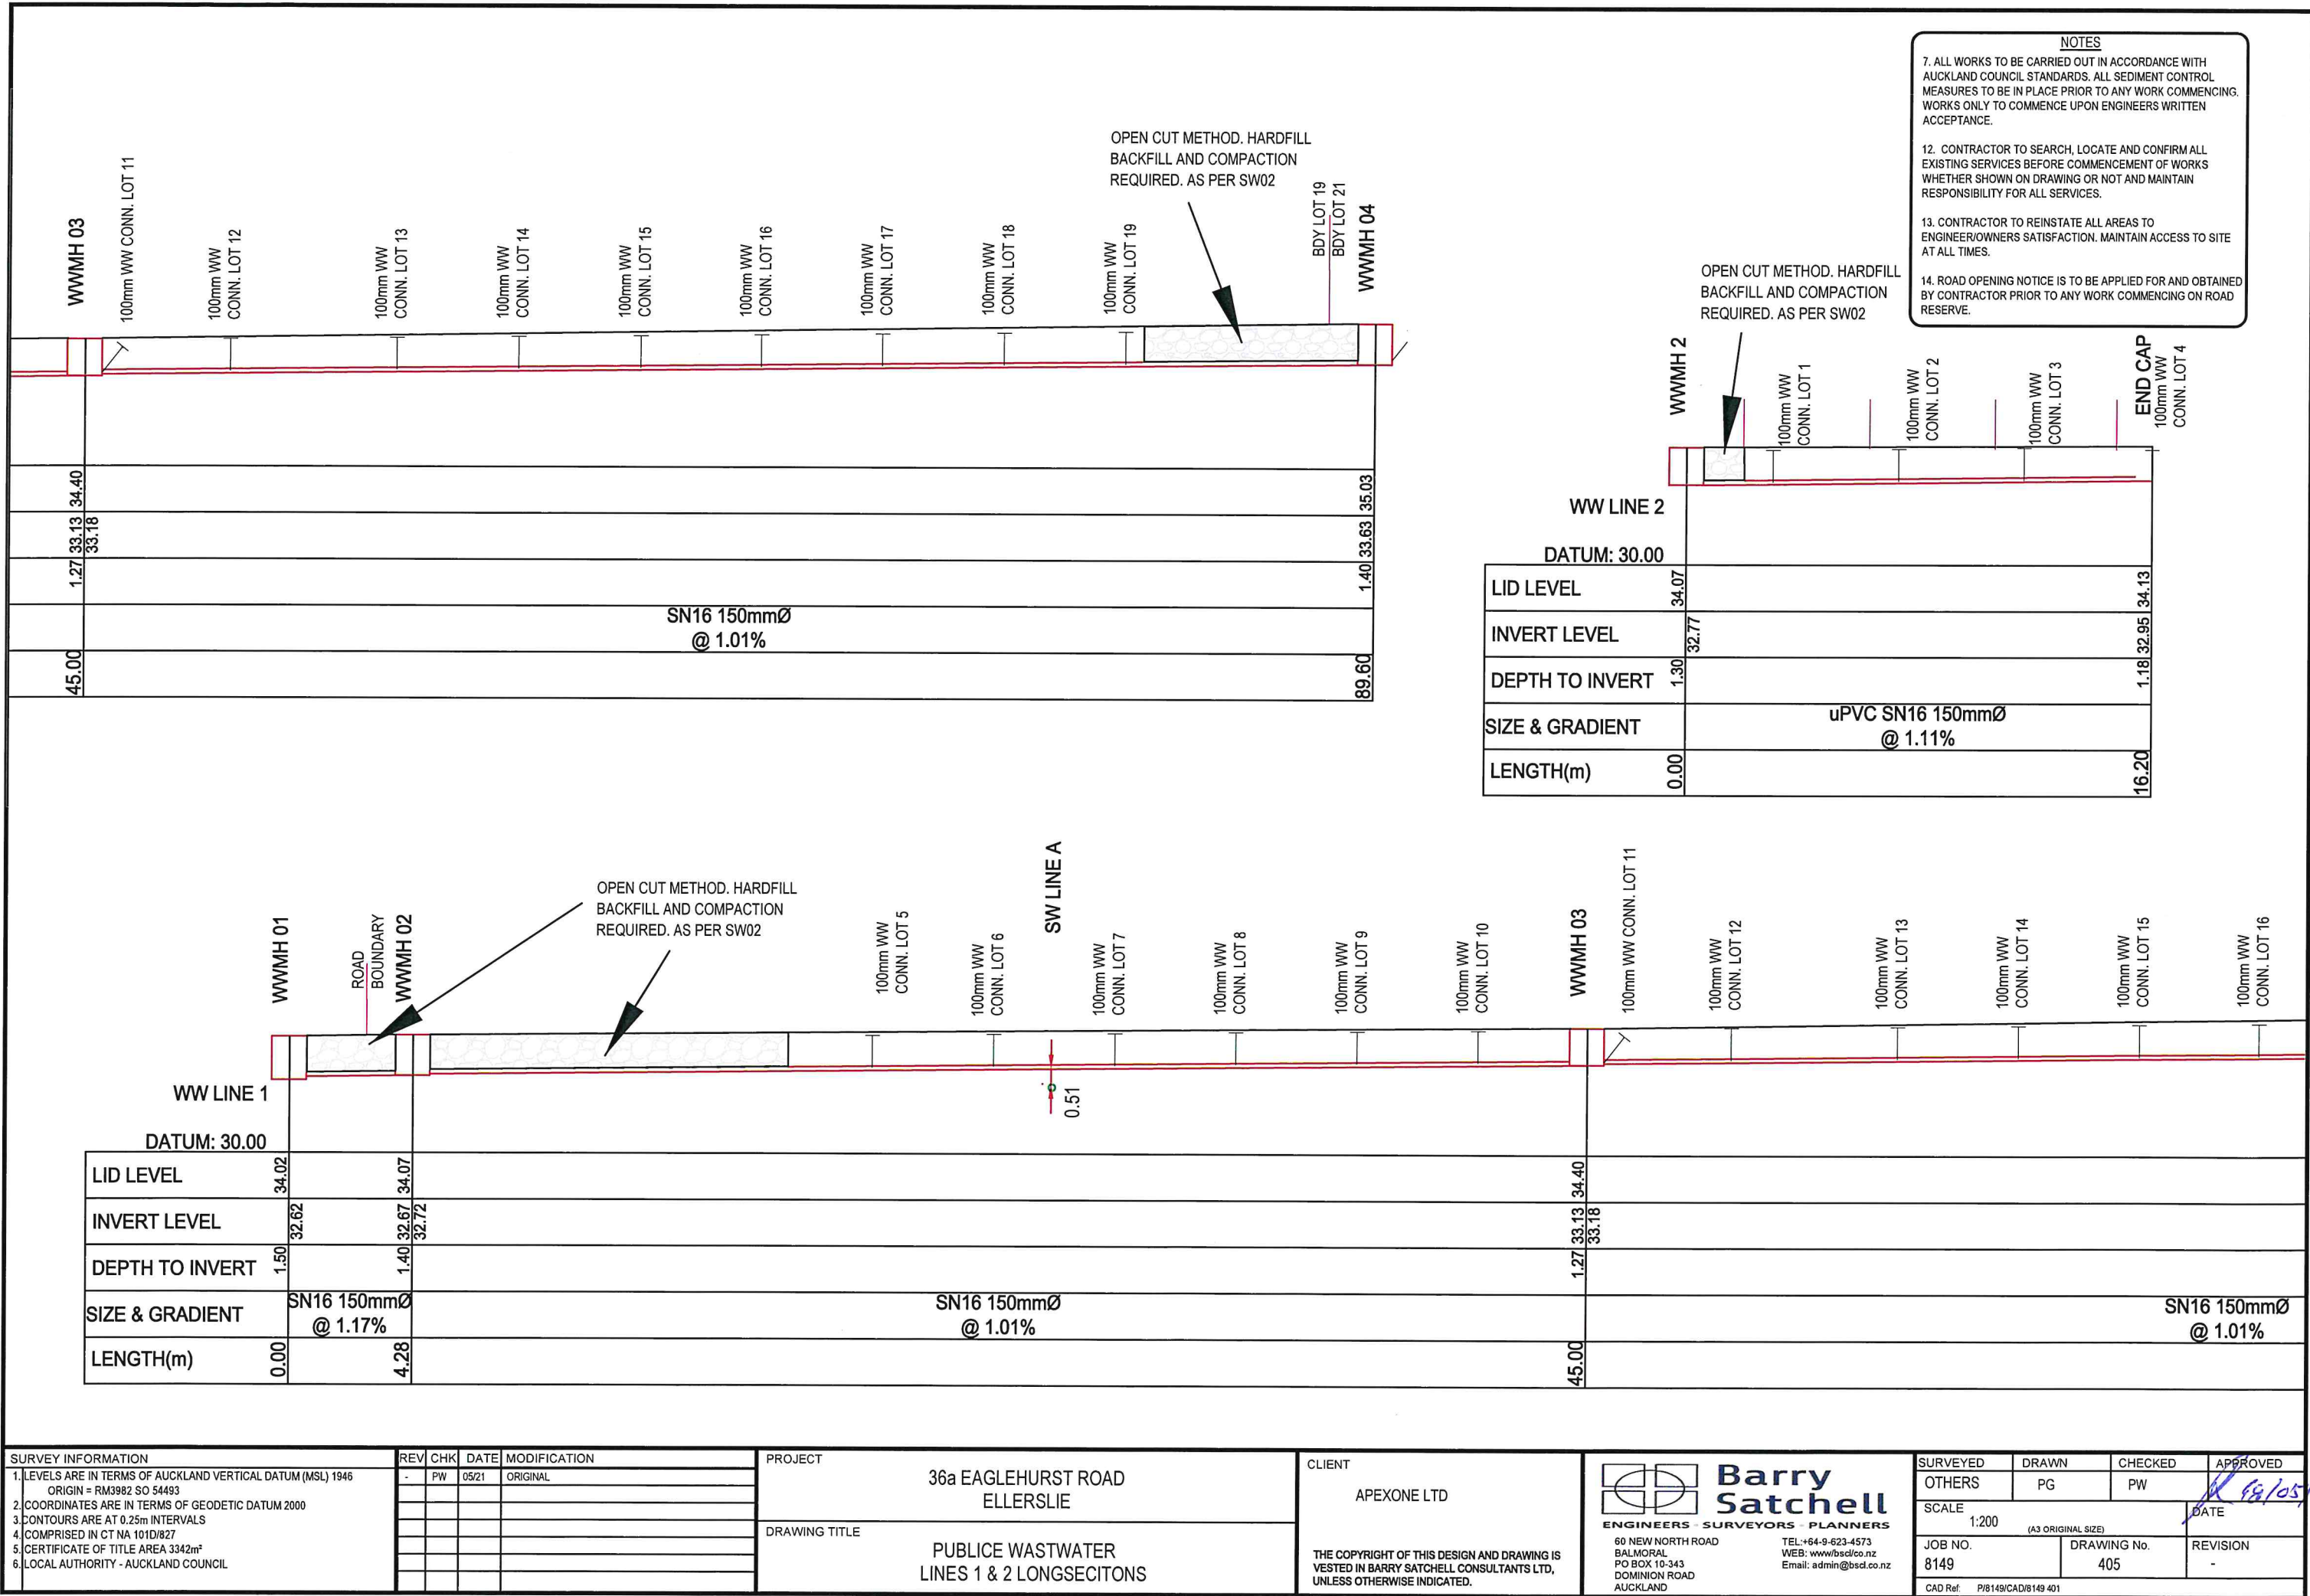 NOTES
7. ALL WORKS TO BE CARRIED OUT IN ACCORDANCE WITH
AUCKLAND COUNCIL STANDARDS. ALL SEDIMENT CONTROL
MEASURES TO BE IN PLACE PRIOR TO ANY WORK COMMENCING.
WORKS ONLY TO COMMENCE UPON ENGINEERS WRITTEN
ACCEPTANCE.
12. CONTRACTOR TO SEARCH, LOCATE AND CONFIRM ALL
EXISTING SERVICES BEFORE COMMENCEMENT OF WORKS
WHETHER SHOWN ON DRAWING OR NOT AND MAINTAIN
RESPONSIBILITY FOR ALL SERVICES.
13. CONTRACTOR TO REINSTATE ALL AREAS TO
ENGINEER/OWNERS SATISFACTION. MAINTAIN ACCESS TO SITE
AT ALL TIMES.
14. ROAD OPENING NOTICE IS TO BE APPLIED FOR AND OBTAINED
BY CONTRACTOR PRIOR TO ANY WORK COMMENCING ON ROAD
RESERVE.
WWMH 03
100mm WW CONN. LOT 11
100mm WW
CONN. LOT 12
100mm WW
CONN. LOT 13
100mm WW
CONN. LOT 14
100mm WW
CONN. LOT 15
100mm WW
CONN. LOT 16
100mm WW
CONN. LOT 17
100mm WW
CONN. LOT 18
100mm WW
CONN. LOT 19
OPEN CUT METHOD. HARDFILL
BACKFILL AND COMPACTION
REQUIRED. AS PER SW02
BDY LOT 19
BDY LOT 21
WWMH 04
34.40
35.03
33.13
33.18
33.63
1.27
1.40
SN16 150mmØ
@ 1.01%
45.00
89.60
OPEN CUT METHOD. HARDFILL
BACKFILL AND COMPACTION
REQUIRED. AS PER SW02
WWMH 2
100mm WW
CONN. LOT 1
100mm WW
CONN. LOT 2
100mm WW
CONN. LOT 3
END CAP
100mm WW
CONN. LOT 4
WW LINE 2
DATUM: 30.00
LID LEVEL 34.07 34.13
INVERT LEVEL 32.77 32.95
DEPTH TO INVERT 1.30 1.18
SIZE & GRADIENT
uPVC SN16 150mmØ
@ 1.11%
LENGTH(m) 0.00 16.20
WWMH 01
ROAD
BOUNDARY
WWMH 02
OPEN CUT METHOD. HARDFILL
BACKFILL AND COMPACTION
REQUIRED. AS PER SW02
100mm WW
CONN. LOT 5
100mm WW
CONN. LOT 6
SW LINE A
0.51
100mm WW
CONN. LOT 7
100mm WW
CONN. LOT 8
100mm WW
CONN. LOT 9
100mm WW
CONN. LOT 10
WWMH 03
100mm WW CONN. LOT 11
100mm WW
CONN. LOT 12
100mm WW
CONN. LOT 13
100mm WW
CONN. LOT 14
100mm WW
CONN. LOT 15
100mm WW
CONN. LOT 16
WW LINE 1
DATUM: 30.00
LID LEVEL 34.02 34.07 34.40
INVERT LEVEL 32.62 32.67 32.72 33.13 33.18
DEPTH TO INVERT 1.50 1.40 1.27
SIZE & GRADIENT
SN16 150mmØ
@ 1.17%
SN16 150mmØ
@ 1.01%
SN16 150mmØ
@ 1.01%
LENGTH(m) 0.00 4.28 45.00
SURVEY INFORMATION
1. LEVELS ARE IN TERMS OF AUCKLAND VERTICAL DATUM (MSL) 1946
ORIGIN = RM3982 SO 54493
2. COORDINATES ARE IN TERMS OF GEODETIC DATUM 2000
3. CONTOURS ARE AT 0.25m INTERVALS
4. COMPRISED IN CT NA 101D/827
5. CERTIFICATE OF TITLE AREA 3342m²
6. LOCAL AUTHORITY - AUCKLAND COUNCIL
REV CHK DATE MODIFICATION
- PW 05/21 ORIGINAL
PROJECT
36a EAGLEHURST ROAD
ELLERSLIE
DRAWING TITLE
PUBLICE WASTWATER
LINES 1 & 2 LONGSECITONS
CLIENT
APEXONE LTD
THE COPYRIGHT OF THIS DESIGN AND DRAWING IS
VESTED IN BARRY SATCHELL CONSULTANTS LTD,
UNLESS OTHERWISE INDICATED.
Barry
Satchell
ENGINEERS - SURVEYORS - PLANNERS
60 NEW NORTH ROAD
BALMORAL
PO BOX 10-343
DOMINION ROAD
AUCKLAND
TEL:+64-9-623-4573
WEB: www/bscl/co.nz
Email: admin@bscl.co.nz
SURVEYED DRAWN CHECKED APPROVED
OTHERS PG PW
SCALE
1:200
(A3 ORIGINAL SIZE)
DATE
JOB NO. DRAWING No. REVISION
8149 405 -
CAD Ref: P/8149/CAD/8149 401